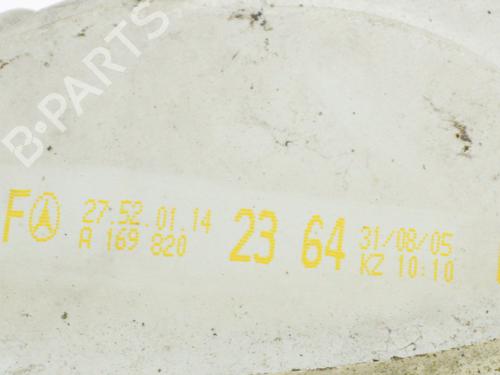 B-PARTS
F 27.52.01.14 23 64 31/08/05
A 169 820 KZ 10:10